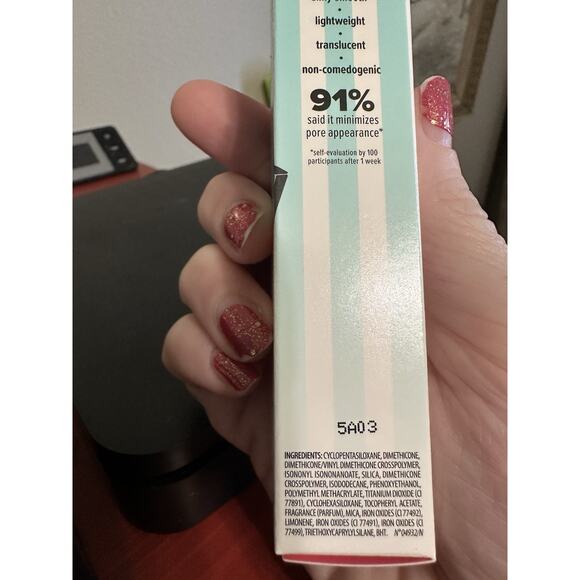 silky smooth
•
lightweight
•
translucent
•
non-comedogenic
91%
said it minimizes
pore appearance*
*self-evaluation by 100
participants after 1 week
5A03
INGREDIENTS: CYCLOPENTASILOXANE, DIMETHICONE,
DIMETHICONE/VINYL DIMETHICONE CROSSPOLYMER,
ISONONYL ISONONANOATE, SILICA, DIMETHICONE
CROSSPOLYMER, ISODODECANE, PHENOXYETHANOL,
POLYMETHYL METHACRYLATE, TITANIUM DIOXIDE (CI
77891), CYCLOHEXASILOXANE, TOCOPHERYL ACETATE,
FRAGRANCE (PARFUM), MICA, IRON OXIDES (CI 77492),
LIMONENE, IRON OXIDES (CI 77491), IRON OXIDES (CI
77499), TRIETHOXYCAPRYLYLSILANE, BHT. N°04932/N